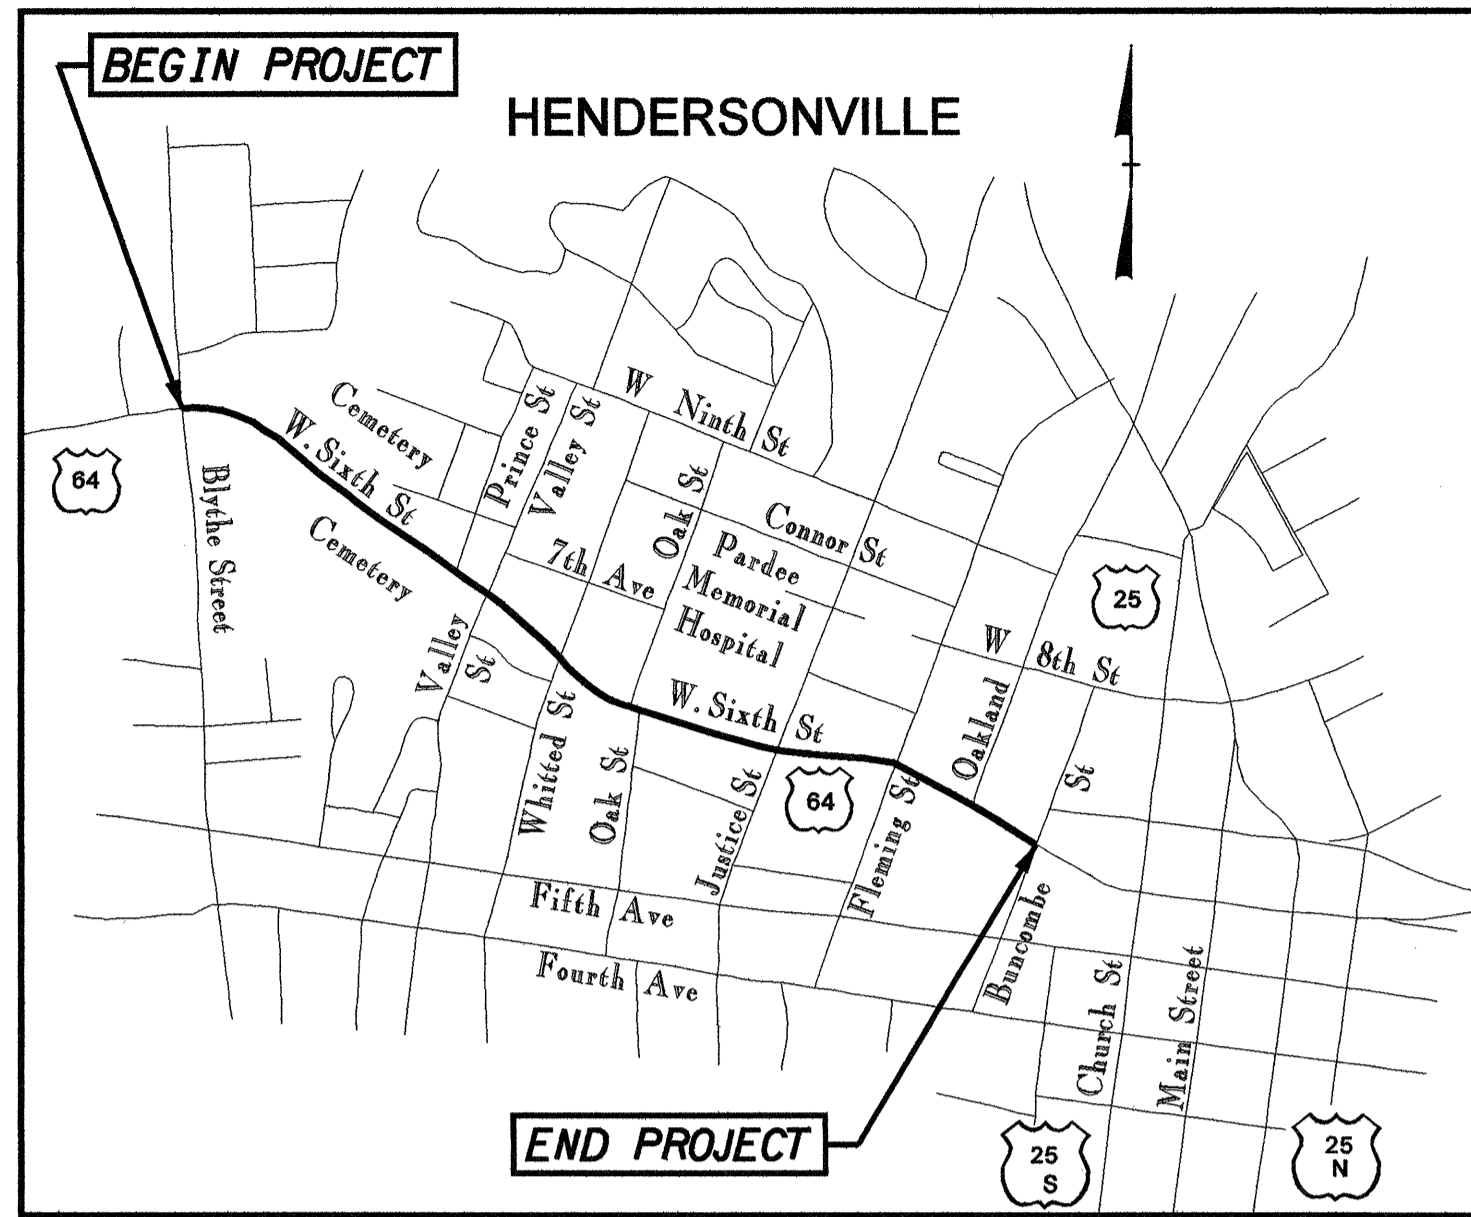 BEGIN PROJECT
HENDERSONVILLE
64
Cemetery
W. Sixth St
Cemetery
Blythe Street
Prince St
Valley St
W Ninth St
Oak St
Connor St
7th Ave
Pardee
Memorial
Hospital
25
W 8th St
Valley
St
Whitted St
Oak St
W. Sixth St
Justice St
64
Fleming St
Oakland
St
Buncombe
Fifth Ave
Fourth Ave
Church St
Main Street
END PROJECT
25
S
25
N